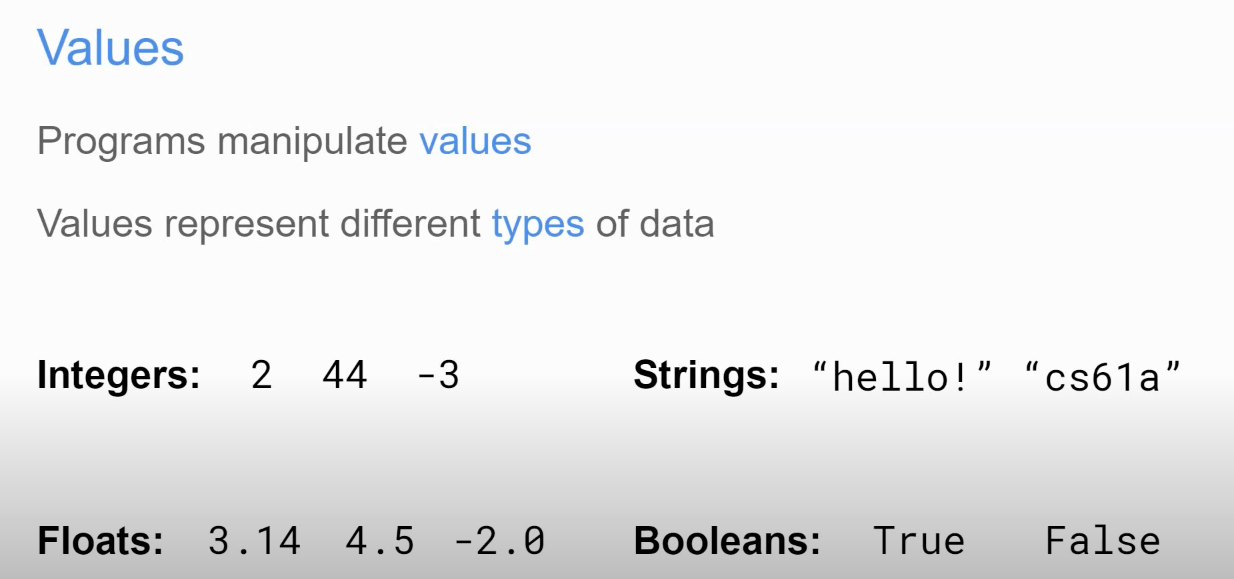 Values
Programs manipulate values
Values represent different types of data
Integers: 2 44 -3
Strings: “hello!” “cs61a”
Floats: 3.14 4.5 -2.0
Booleans: True False